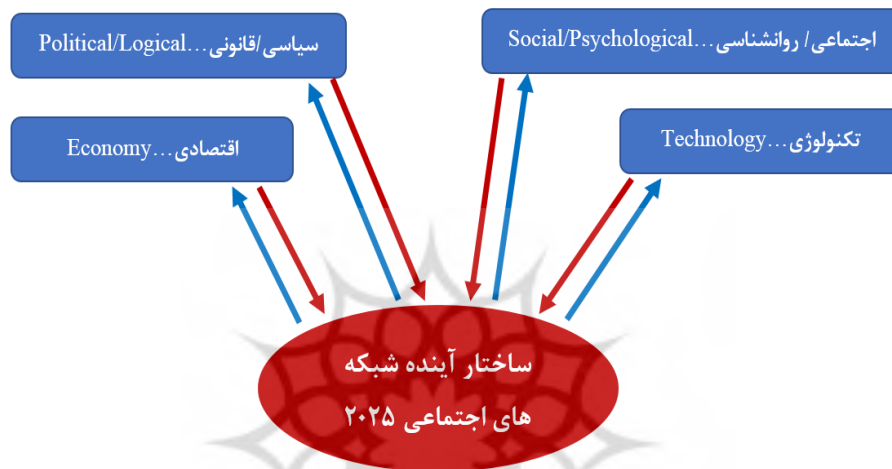 سیاسی/قانونی...Political/Logical
اجتماعی/ روانشناسی...Social/Psychological
اقتصادی...Economy
تکنولوژی...Technology
ساختار آینده شبکه
های اجتماعی ۲۰۲۵